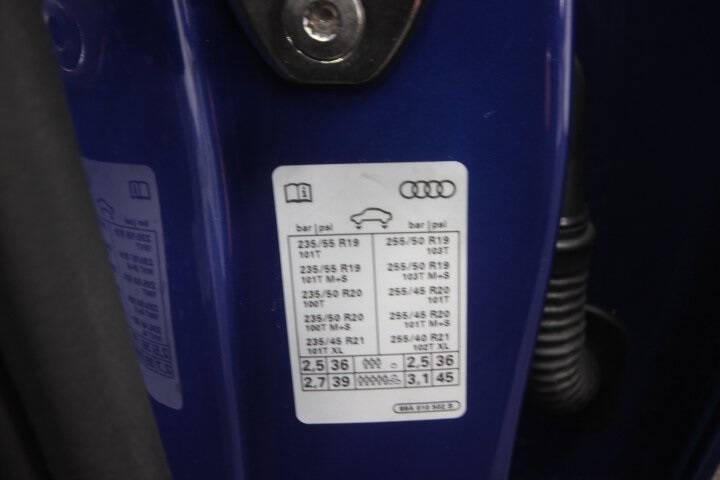 bar | psi bar | psi
235/55 R19 255/50 R19
101T 103T
235/55 R19 255/50 R19
101T M+S 103T M+S
235/50 R20 255/45 R20
100T 101T
235/50 R20 255/45 R20
100T M+S 101T M+S
235/45 R21 255/40 R21
101T XL 102T XL
2,5 36 2,5 36
2,7 39 3,1 45